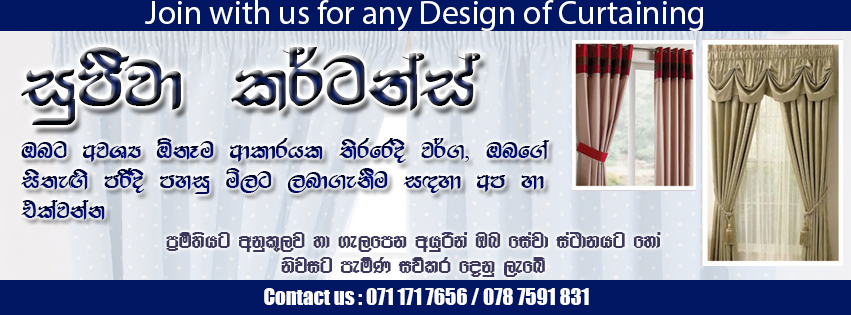 Join with us for any Design of Curtaining
සුජීවා කර්ටන්ස්
ඔබට අවශ්‍ය ඕනෑම ආකාරයක තිරරෙදි වර්ග, ඔබගේ
සිතැඟි පරිදි පහසු මිලට ලබාගැනීම සඳහා අප හා
එක්වන්න
ප්‍රමිතියට අනුකූලව හා ගැලපෙන අයුරින් ඔබ සේවා ස්ථානයට හෝ
නිවසට පැමිණ සවිකර දෙනු ලැබේ
Contact us : 071 171 7656 / 078 7591 831